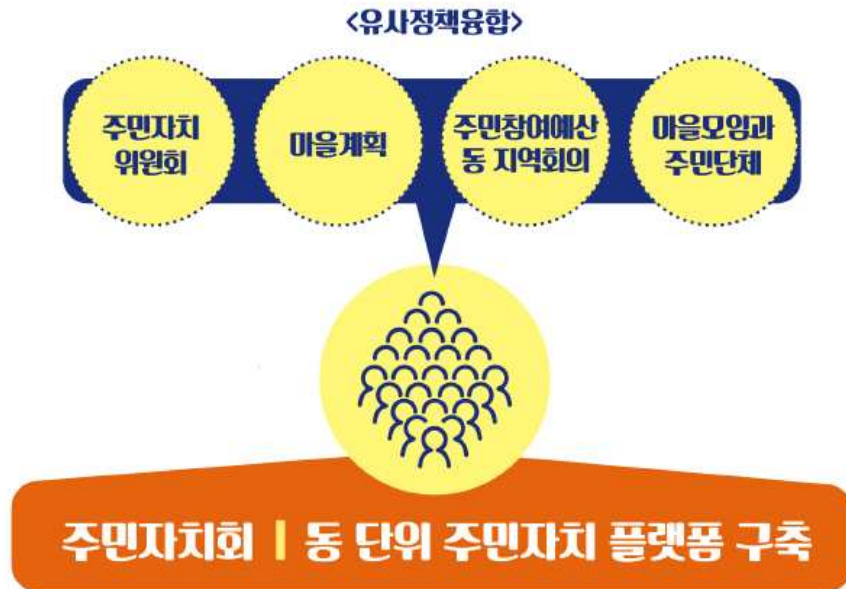 <유사정책융합>
주민자치
위원회
마을계획
주민참여예산
동 지역회의
마을모임과
주민단체
주민자치회 | 동 단위 주민자치 플랫폼 구축